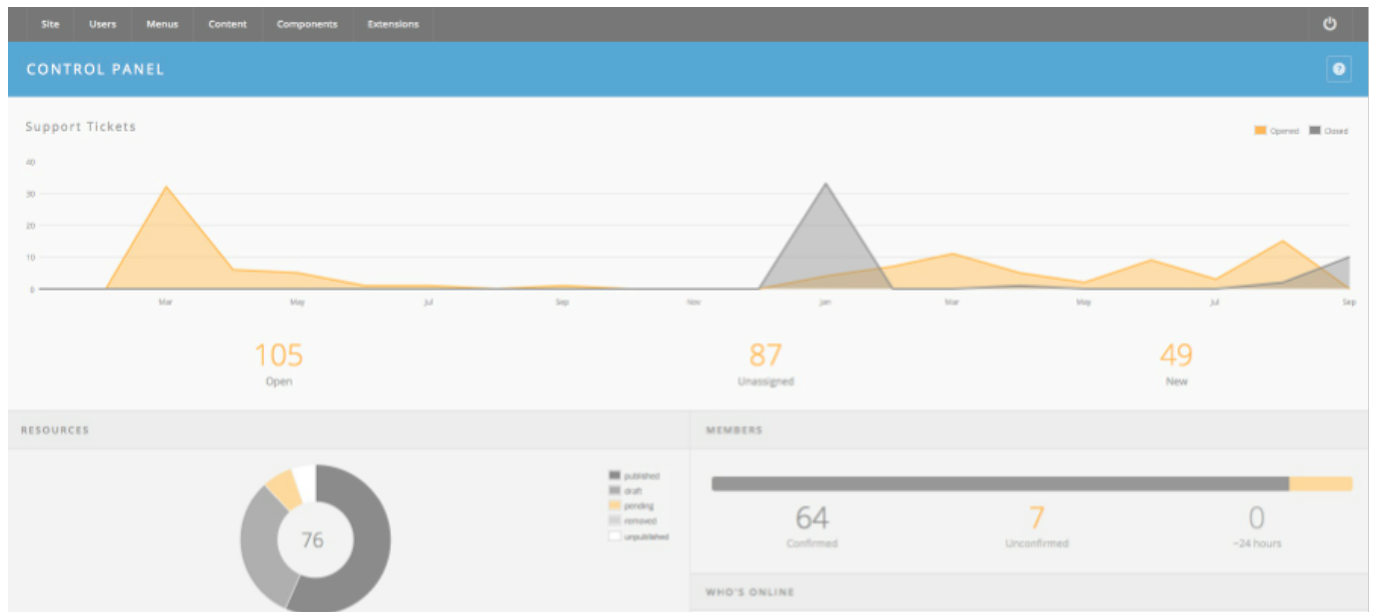 Site Users Menus Content Components Extensions
CONTROL PANEL
Support Tickets
Opened Closed
40
30
20
10
0
Mar May Jul Sep Nov Jan Mar May Jul Sep
105 87 49
Open Unassigned New
RESOURCES
published
draft
pending
removed
unpublished
76
MEMBERS
64 7 0
Confirmed Unconfirmed ~24 hours
WHO'S ONLINE